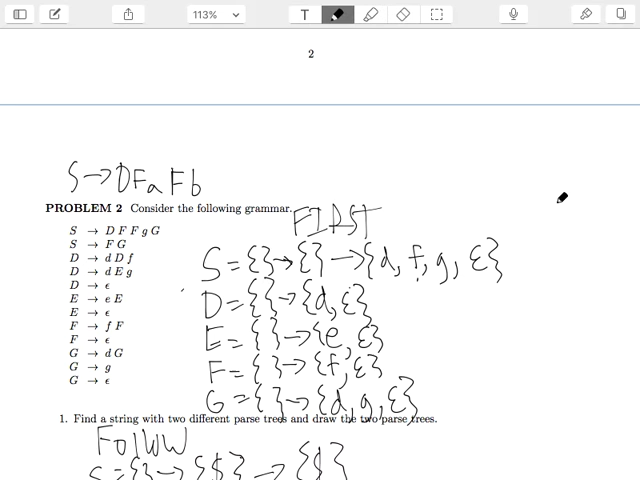 113%
T
2
S → DFaFb
PROBLEM 2 Consider the following grammar.
FIRST
S → D F F g G
S → F G
D → d D f
D → d E g
D → ϵ
E → e E
E → ϵ
F → f F
F → ϵ
G → d G
G → g
G → ϵ
S = {} → {} → {d, f, g, ε}
D = {} → {d, ε}
E = {} → {e, ε}
F = {} → {f, ε}
G = {} → {d, g, ε}
1. Find a string with two different parse trees and draw the two parse trees.
Follow
S = {} → {$} → {$}